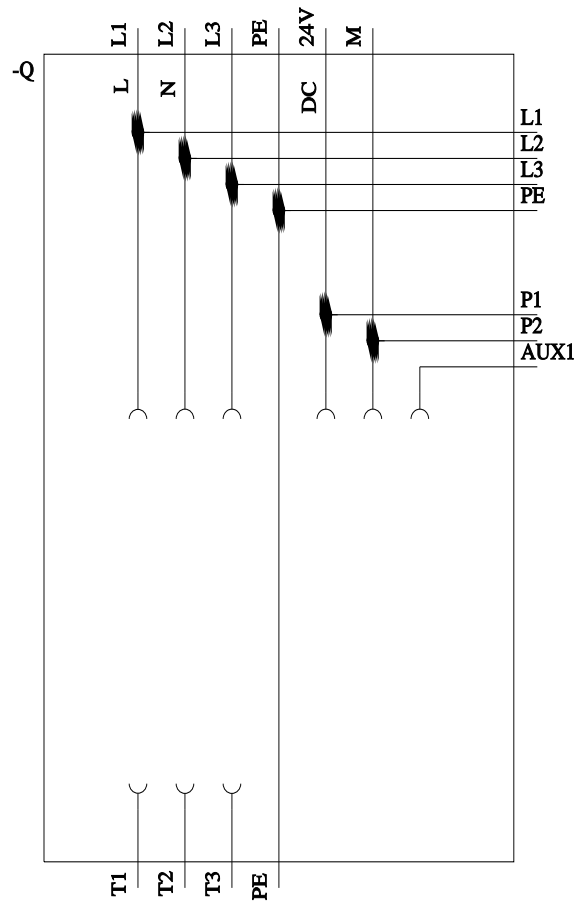 L1 L2 L3 PE 24V M
-Q
L N DC
L1
L2
L3
PE
P1
P2
AUX1
T1 T2 T3 PE